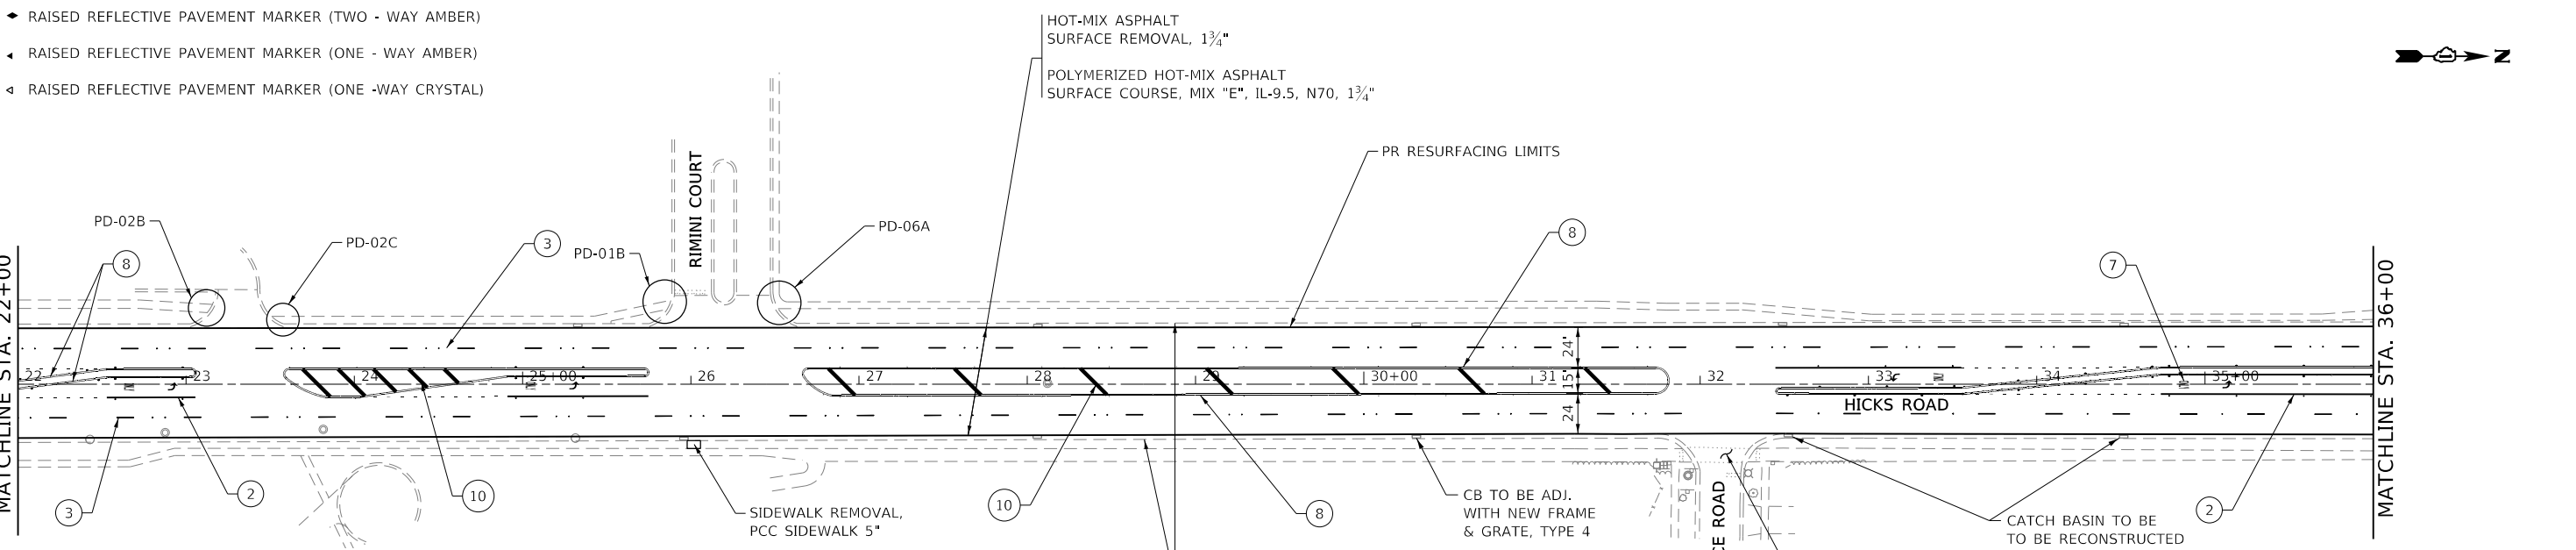 RAISED REFLECTIVE PAVEMENT MARKER (TWO - WAY AMBER)
RAISED REFLECTIVE PAVEMENT MARKER (ONE - WAY AMBER)
RAISED REFLECTIVE PAVEMENT MARKER (ONE -WAY CRYSTAL)
HOT-MIX ASPHALT
SURFACE REMOVAL, 1¾"
POLYMERIZED HOT-MIX ASPHALT
SURFACE COURSE, MIX "E", IL-9.5, N70, 1¾"
N
PR RESURFACING LIMITS
RIMINI COURT
PD-02B
PD-02C
3
PD-01B
PD-06A
8
8
7
MATCHLINE STA. 22+00
MATCHLINE STA. 36+00
22
23
24
25+00
26
27
28
29
30+00
31
32
33
34
35+00
24'
15'
24'
HICKS ROAD
3
2
10
SIDEWALK REMOVAL,
PCC SIDEWALK 5"
10
8
CB TO BE ADJ.
WITH NEW FRAME
& GRATE, TYPE 4
CE ROAD
CATCH BASIN TO BE
TO BE RECONSTRUCTED
2